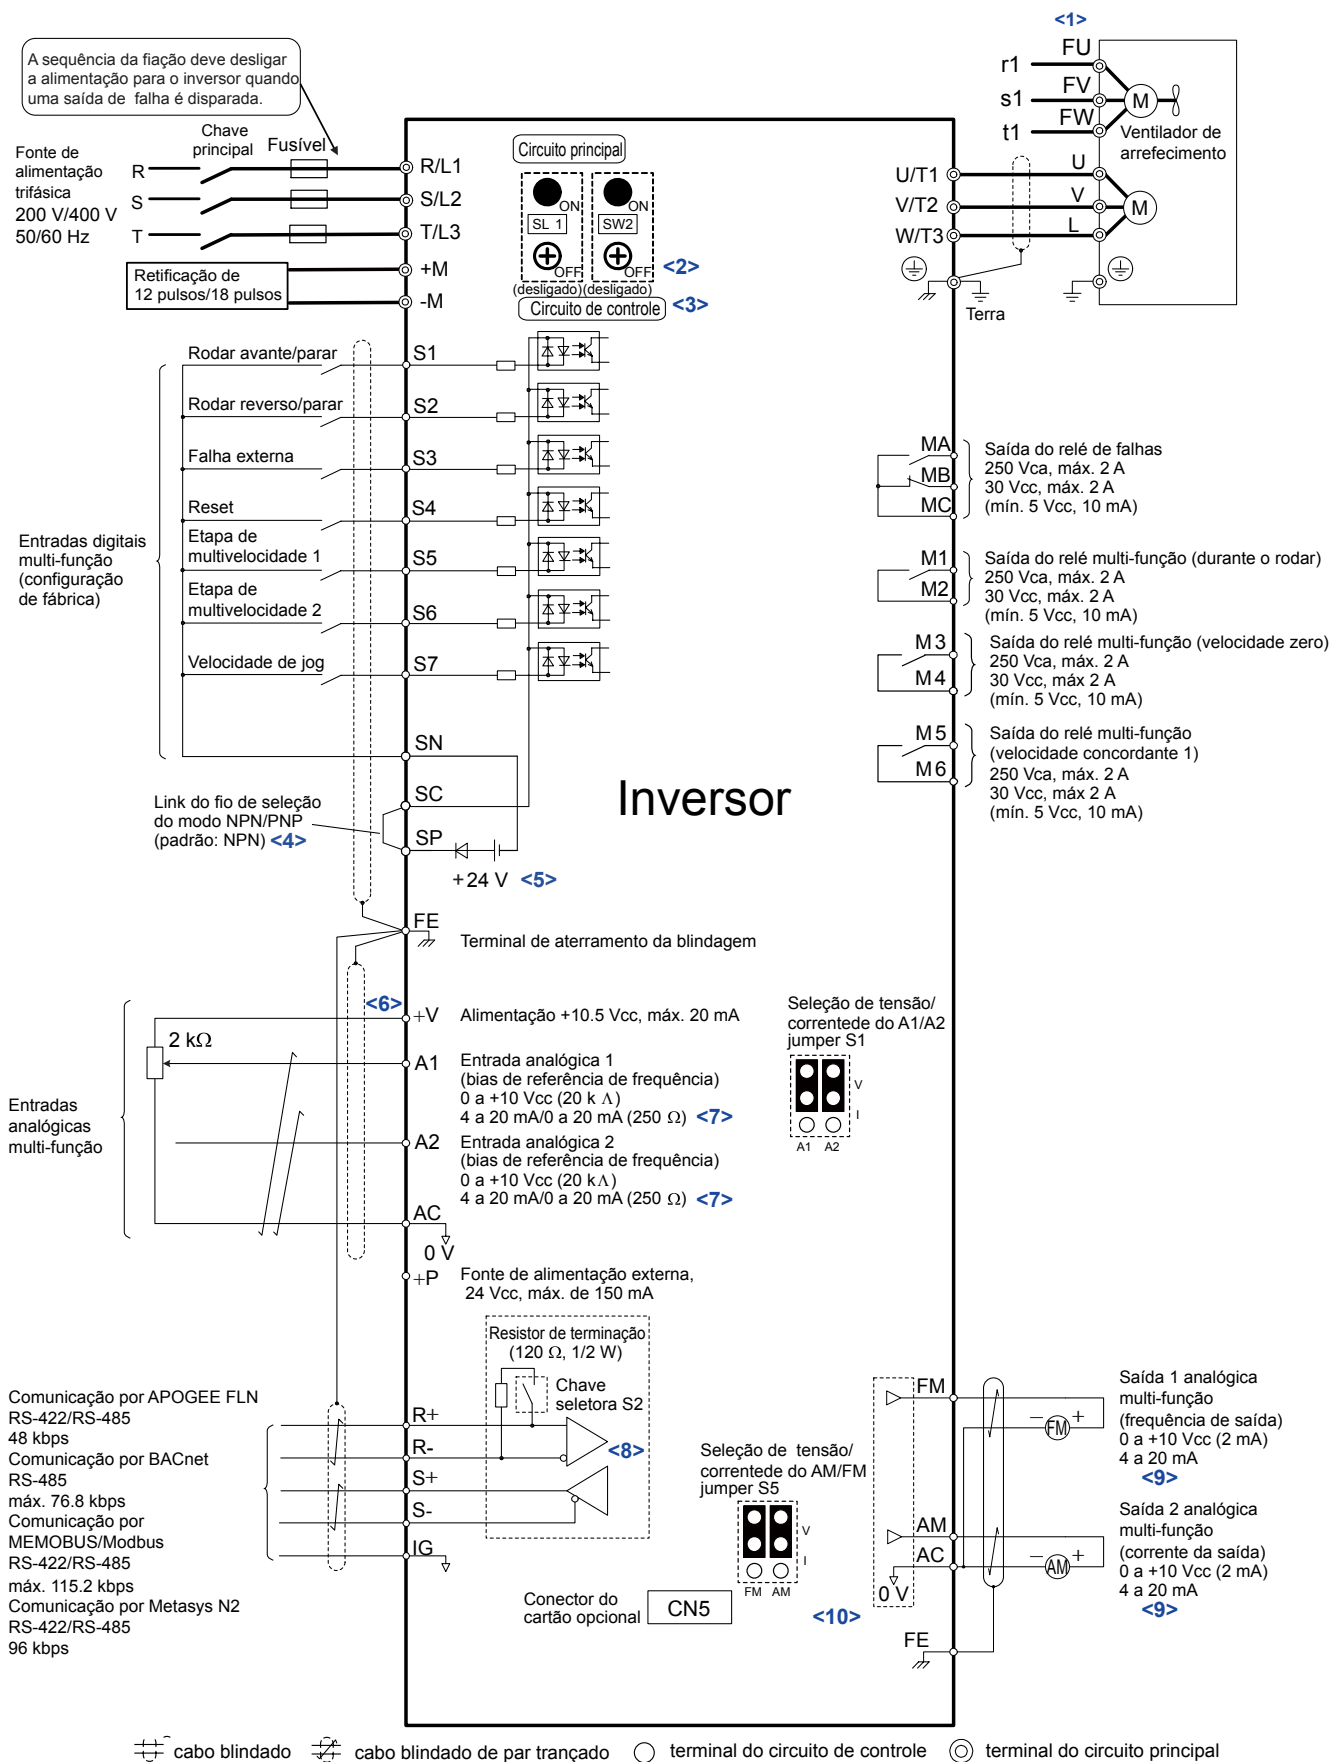 <1>
A sequência da fiação deve desligar
a alimentação para o inversor quando
uma saída de falha é disparada.
Fonte de
alimentação
trifásica
200 V/400 V
50/60 Hz
Chave
principal
Fusível
R
S
T
R/L1
S/L2
T/L3
Retificação de
12 pulsos/18 pulsos
+M
-M
Circuito principal
ON
SL 1
OFF
(desligado)
ON
SW2
OFF
(desligado)
<2>
Circuito de controle
<3>
r1
FU
s1
FV
t1
FW
M
Ventilador de
arrefecimento
U/T1
U
V/T2
V
W/T3
L
M
Terra
Entradas digitais
multi-função
(configuração
de fábrica)
Rodar avante/parar
S1
Rodar reverso/parar
S2
Falha externa
S3
Reset
S4
Etapa de
multivelocidade 1
S5
Etapa de
multivelocidade 2
S6
Velocidade de jog
S7
SN
SC
SP
Link do fio de seleção
do modo NPN/PNP
(padrão: NPN) <4>
+24 V <5>
Inversor
MA
MB
MC
Saída do relé de falhas
250 Vca, máx. 2 A
30 Vcc, máx. 2 A
(mín. 5 Vcc, 10 mA)
M1
M2
Saída do relé multi-função (durante o rodar)
250 Vca, máx. 2 A
30 Vcc, máx. 2 A
(mín. 5 Vcc, 10 mA)
M3
M4
Saída do relé multi-função (velocidade zero)
250 Vca, máx. 2 A
30 Vcc, máx 2 A
(mín. 5 Vcc, 10 mA)
M5
M6
Saída do relé multi-função
(velocidade concordante 1)
250 Vca, máx. 2 A
30 Vcc, máx 2 A
(mín. 5 Vcc, 10 mA)
FE
Terminal de aterramento da blindagem
Entradas
analógicas
multi-função
2 kΩ
<6>
+V
Alimentação +10.5 Vcc, máx. 20 mA
A1
Entrada analógica 1
(bias de referência de frequência)
0 a +10 Vcc (20 k Λ)
4 a 20 mA/0 a 20 mA (250 Ω) <7>
A2
Entrada analógica 2
(bias de referência de frequência)
0 a +10 Vcc (20 kΛ)
4 a 20 mA/0 a 20 mA (250 Ω) <7>
AC
0 V
+P
Fonte de alimentação externa,
24 Vcc, máx. de 150 mA
Seleção de tensão/
correntede do A1/A2
jumper S1
V
I
A1 A2
Resistor de terminação
(120 Ω, 1/2 W)
Chave
seletora S2
Comunicação por APOGEE FLN
RS-422/RS-485
48 kbps
Comunicação por BACnet
RS-485
máx. 76.8 kbps
Comunicação por
MEMOBUS/Modbus
RS-422/RS-485
máx. 115.2 kbps
Comunicação por Metasys N2
RS-422/RS-485
96 kbps
R+
R-
S+
S-
IG
<8>
Seleção de tensão/
correntede do AM/FM
jumper S5
V
I
FM AM
Conector do
cartão opcional
CN5
<10>
FM
− FM +
Saída 1 analógica
multi-função
(frequência de saída)
0 a +10 Vcc (2 mA)
4 a 20 mA
<9>
AM
AC
0 V
− AM +
Saída 2 analógica
multi-função
(corrente da saída)
0 a +10 Vcc (2 mA)
4 a 20 mA
<9>
FE
cabo blindado
cabo blindado de par trançado
terminal do circuito de controle
terminal do circuito principal